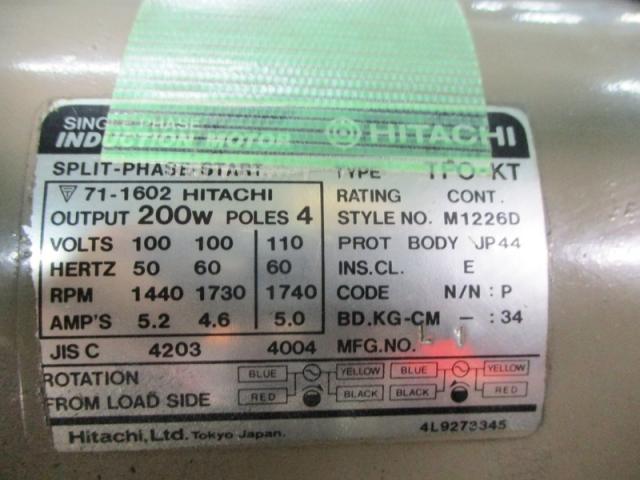 SINGLE-PHASE
INDUCTION MOTOR HITACHI
SPLIT-PHASE START TYPE TFO-KT
71-1602 HITACHI RATING CONT.
OUTPUT 200W POLES 4 STYLE NO. M1226D
VOLTS 100 100 110 PROT BODY JP44
HERTZ 50 60 60 INS.CL. E
RPM 1440 1730 1740 CODE N/N : P
AMP'S 5.2 4.6 5.0 BD.KG-CM – : 34
JIS C 4203 4004 MFG.NO.
ROTATION BLUE YELLOW BLUE YELLOW
FROM LOAD SIDE RED BLACK BLACK RED
Hitachi, Ltd. Tokyo Japan. 4L9273345